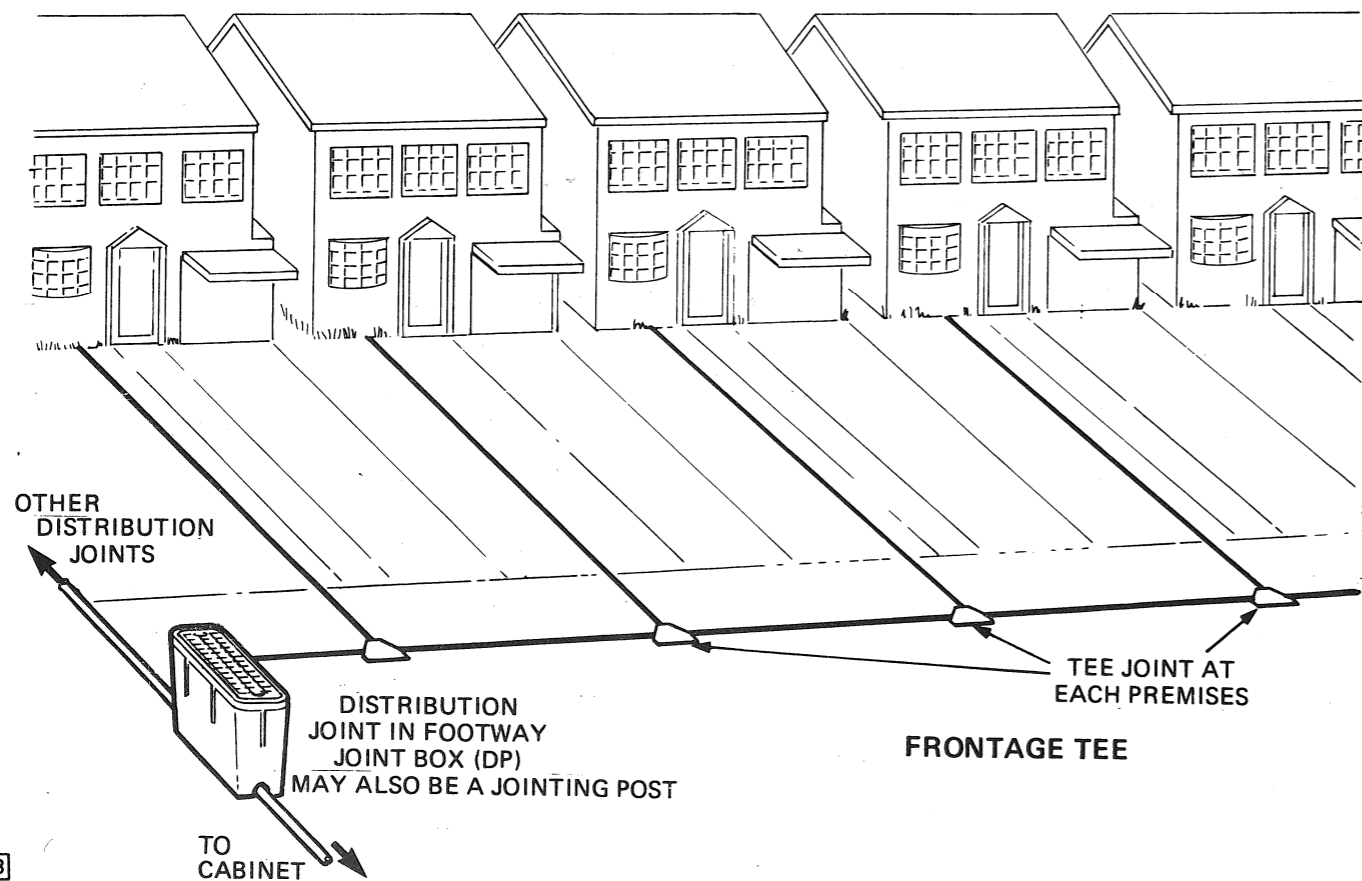 OTHER
DISTRIBUTION
JOINTS
DISTRIBUTION
JOINT IN FOOTWAY
JOINT BOX (DP)
MAY ALSO BE A JOINTING POST
TO
CABINET
TEE JOINT AT
EACH PREMISES
FRONTAGE TEE